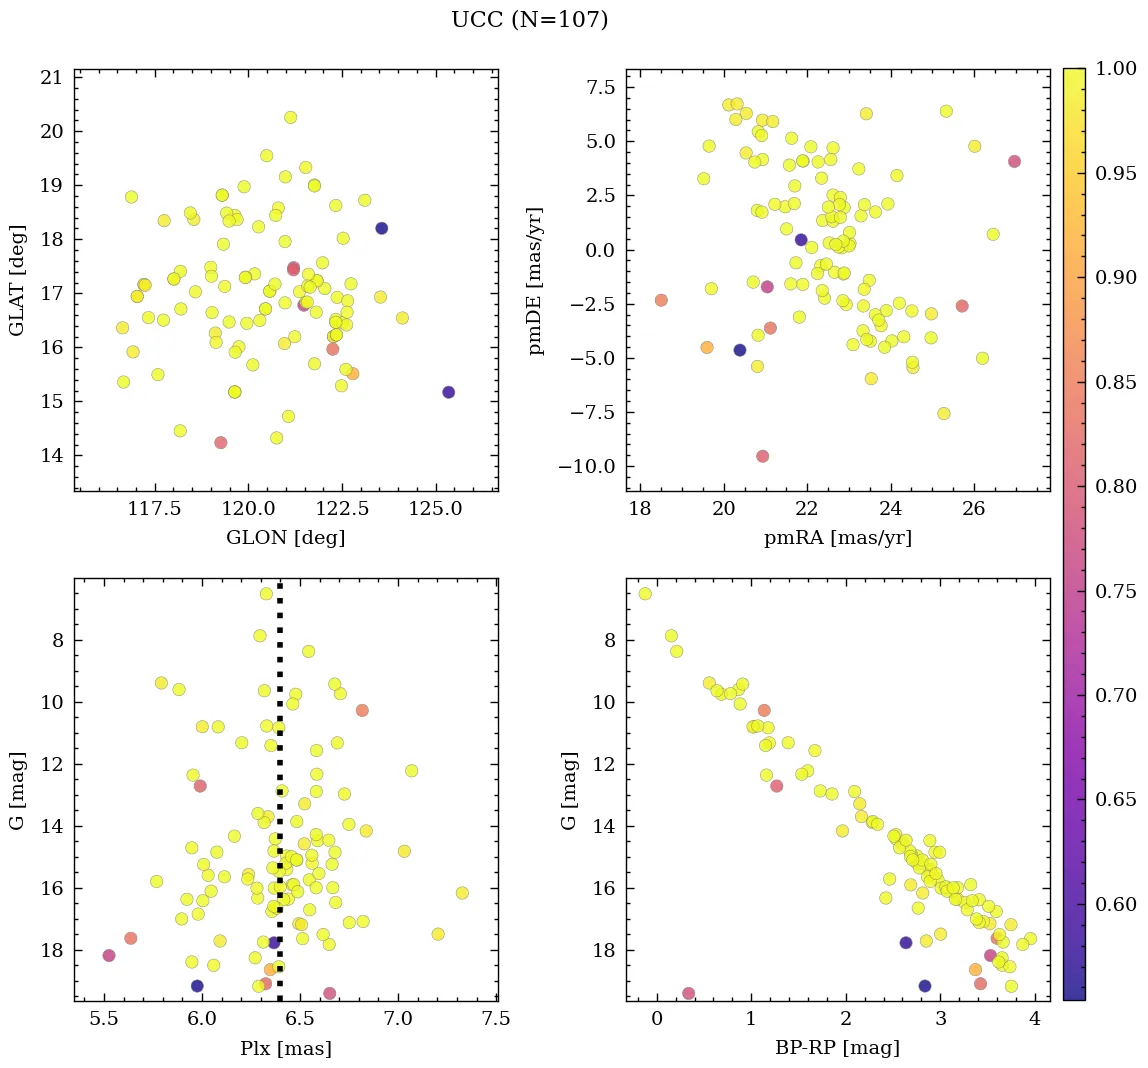 UCC (N=107)
21
20
19
18
17
16
15
14
GLAT [deg]
117.5 120.0 122.5 125.0
GLON [deg]
7.5
5.0
2.5
0.0
−2.5
−5.0
−7.5
−10.0
pmDE [mas/yr]
18 20 22 24 26
pmRA [mas/yr]
1.00
0.95
0.90
0.85
0.80
0.75
0.70
0.65
0.60
8
10
12
14
16
18
G [mag]
5.5 6.0 6.5 7.0 7.5
Plx [mas]
8
10
12
14
16
18
G [mag]
0 1 2 3 4
BP-RP [mag]